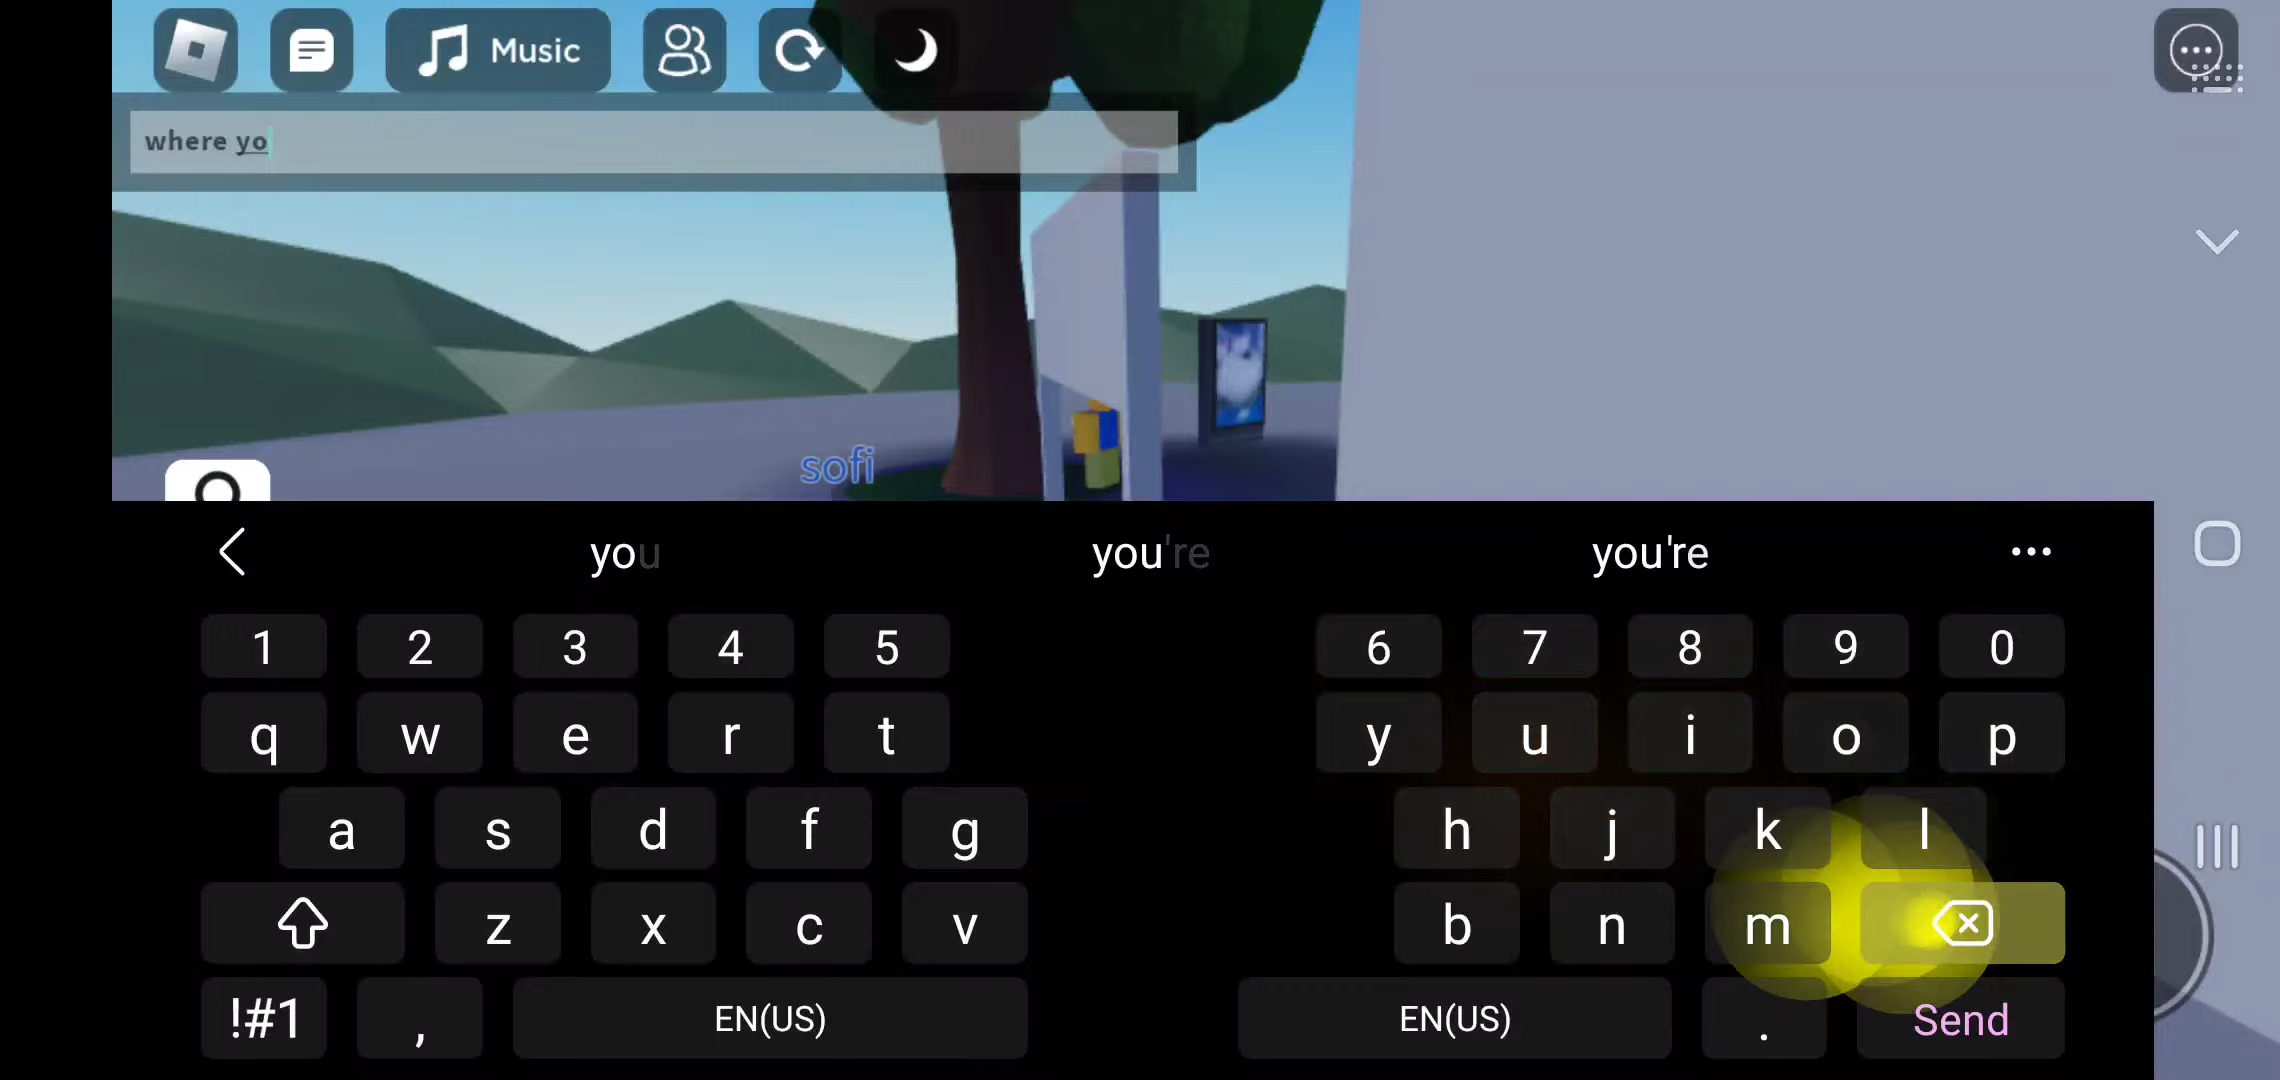 Music
where yo
sofi
you
you're
you're
1 2 3 4 5 6 7 8 9 0
q w e r t y u i o p
a s d f g h j k l
z x c v b n m
!#1 , EN(US) EN(US) . Send